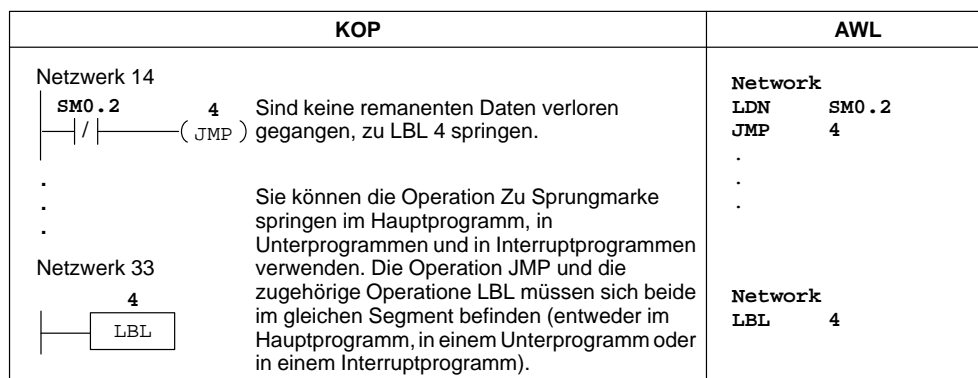 KOP
AWL
Netzwerk 14
SM0.2
/
4
( JMP )
Sind keine remanenten Daten verloren
gegangen, zu LBL 4 springen.
.
.
.
Sie können die Operation Zu Sprungmarke
springen im Hauptprogramm, in
Unterprogrammen und in Interruptprogrammen
verwenden. Die Operation JMP und die
zugehörige Operatione LBL müssen sich beide
im gleichen Segment befinden (entweder im
Hauptprogramm, in einem Unterprogramm oder
in einem Interruptprogramm).
Netzwerk 33
4
LBL
Network
LDN SM0.2
JMP 4
.
.
.
Network
LBL 4